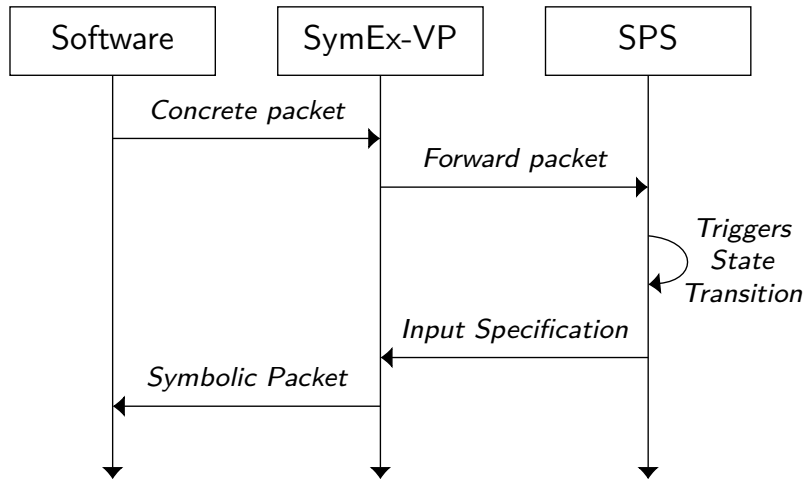 Software
SymEx-VP
SPS
Concrete packet
Forward packet
Triggers
State
Transition
Input Specification
Symbolic Packet